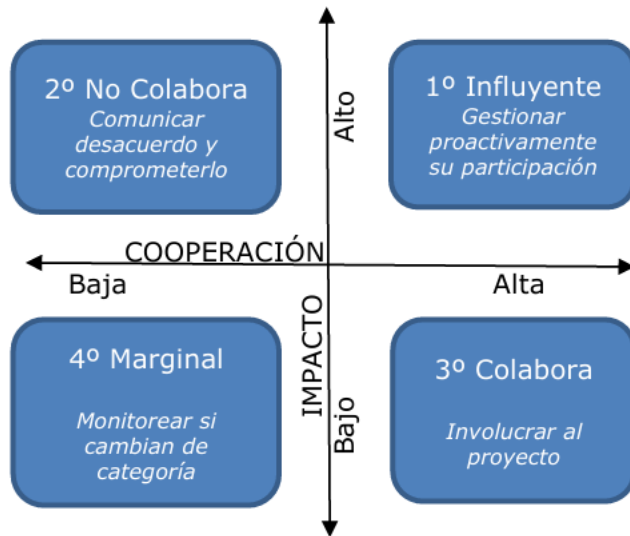 2º No Colabora
Comunicar
desacuerdo y
comprometerlo
Alto
1º Influyente
Gestionar
proactivamente
su participación
COOPERACIÓN
Baja
Alta
IMPACTO
4º Marginal
Monitorear si
cambian de
categoría
Bajo
3º Colabora
Involucrar al
proyecto